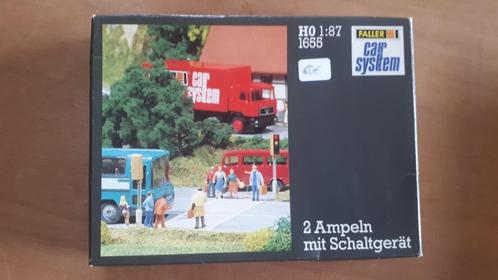 H0 1:87
1655
60€
FALLER
car
system
car
system
2 Ampeln
mit Schaltgerät